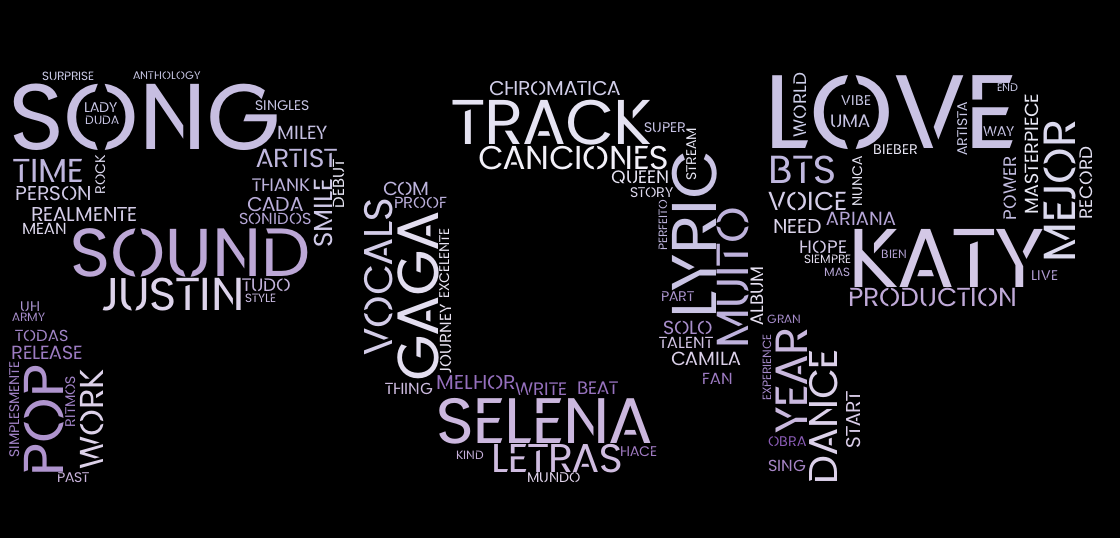 SURPRISE
ANTHOLOGY
SONG
LADY
DUDA
SINGLES
MILEY
ARTIST
TIME
ROCK
PERSON
THANK
DEBUT
SMILE
CADA
REALMENTE
SONIDOS
MEAN
SOUND
JUSTIN
TUDO
STYLE
UH
ARMY
TODAS
RELEASE
SIMPLESMENTE
POP
RITMOS
WORK
PAST
CHROMATICA
TRACK
SUPER
CANCIONES
STREAM
QUEEN
STORY
COM
PROOF
LYRIC
PERFEITO
VOCALS
GAGA
EXCELENTE
JOURNEY
MUITO
ALBUM
PART
SOLO
TALENT
CAMILA
FAN
THING
MELHOR
WRITE
BEAT
SELENA
KIND
LETRAS
HACE
MUNDO
LOVE
WORLD
VIBE
UMA
END
ARTISTA
WAY
BIEBER
MASTERPIECE
MEJOR
RECORD
POWER
BTS
NUNCA
VOICE
NEED
ARIANA
HOPE
SIEMPRE
MAS
KATY
BIEN
LIVE
PRODUCTION
GRAN
EXPERIENCE
YEAR
DANCE
START
OBRA
SING